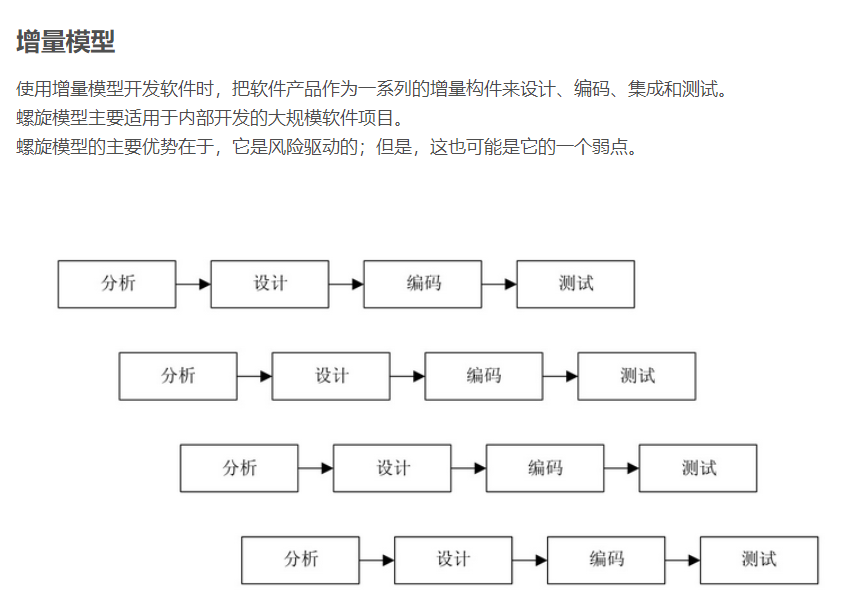 增量模型
使用增量模型开发软件时，把软件产品作为一系列的增量构件来设计、编码、集成和测试。
螺旋模型主要适用于内部开发的大规模软件项目。
螺旋模型的主要优势在于，它是风险驱动的；但是，这也可能是它的一个弱点。
分析 设计 编码 测试
分析 设计 编码 测试
分析 设计 编码 测试
分析 设计 编码 测试